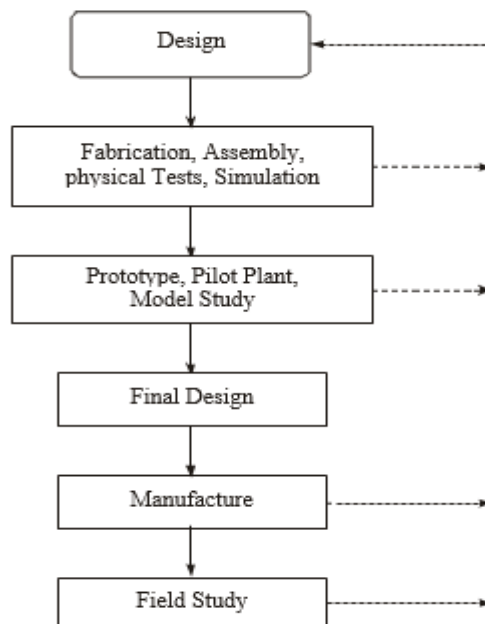 Design
Fabrication, Assembly,
physical Tests, Simulation
Prototype, Pilot Plant,
Model Study
Final Design
Manufacture
Field Study